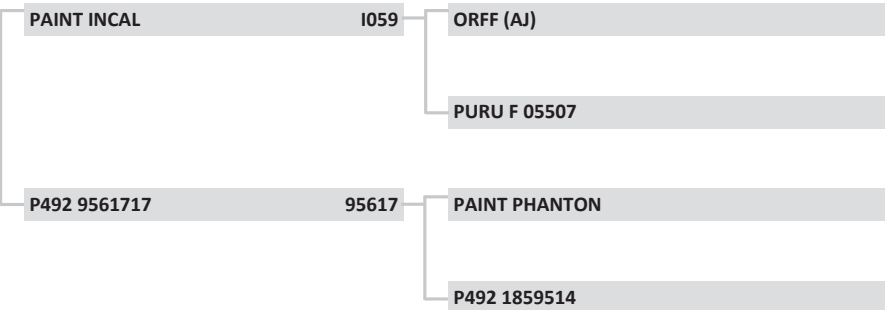 PAINT INCAL I059 ORFF (AJ)
PURU F 05507
P492 9561717 95617 PAINT PHANTON
P492 1859514